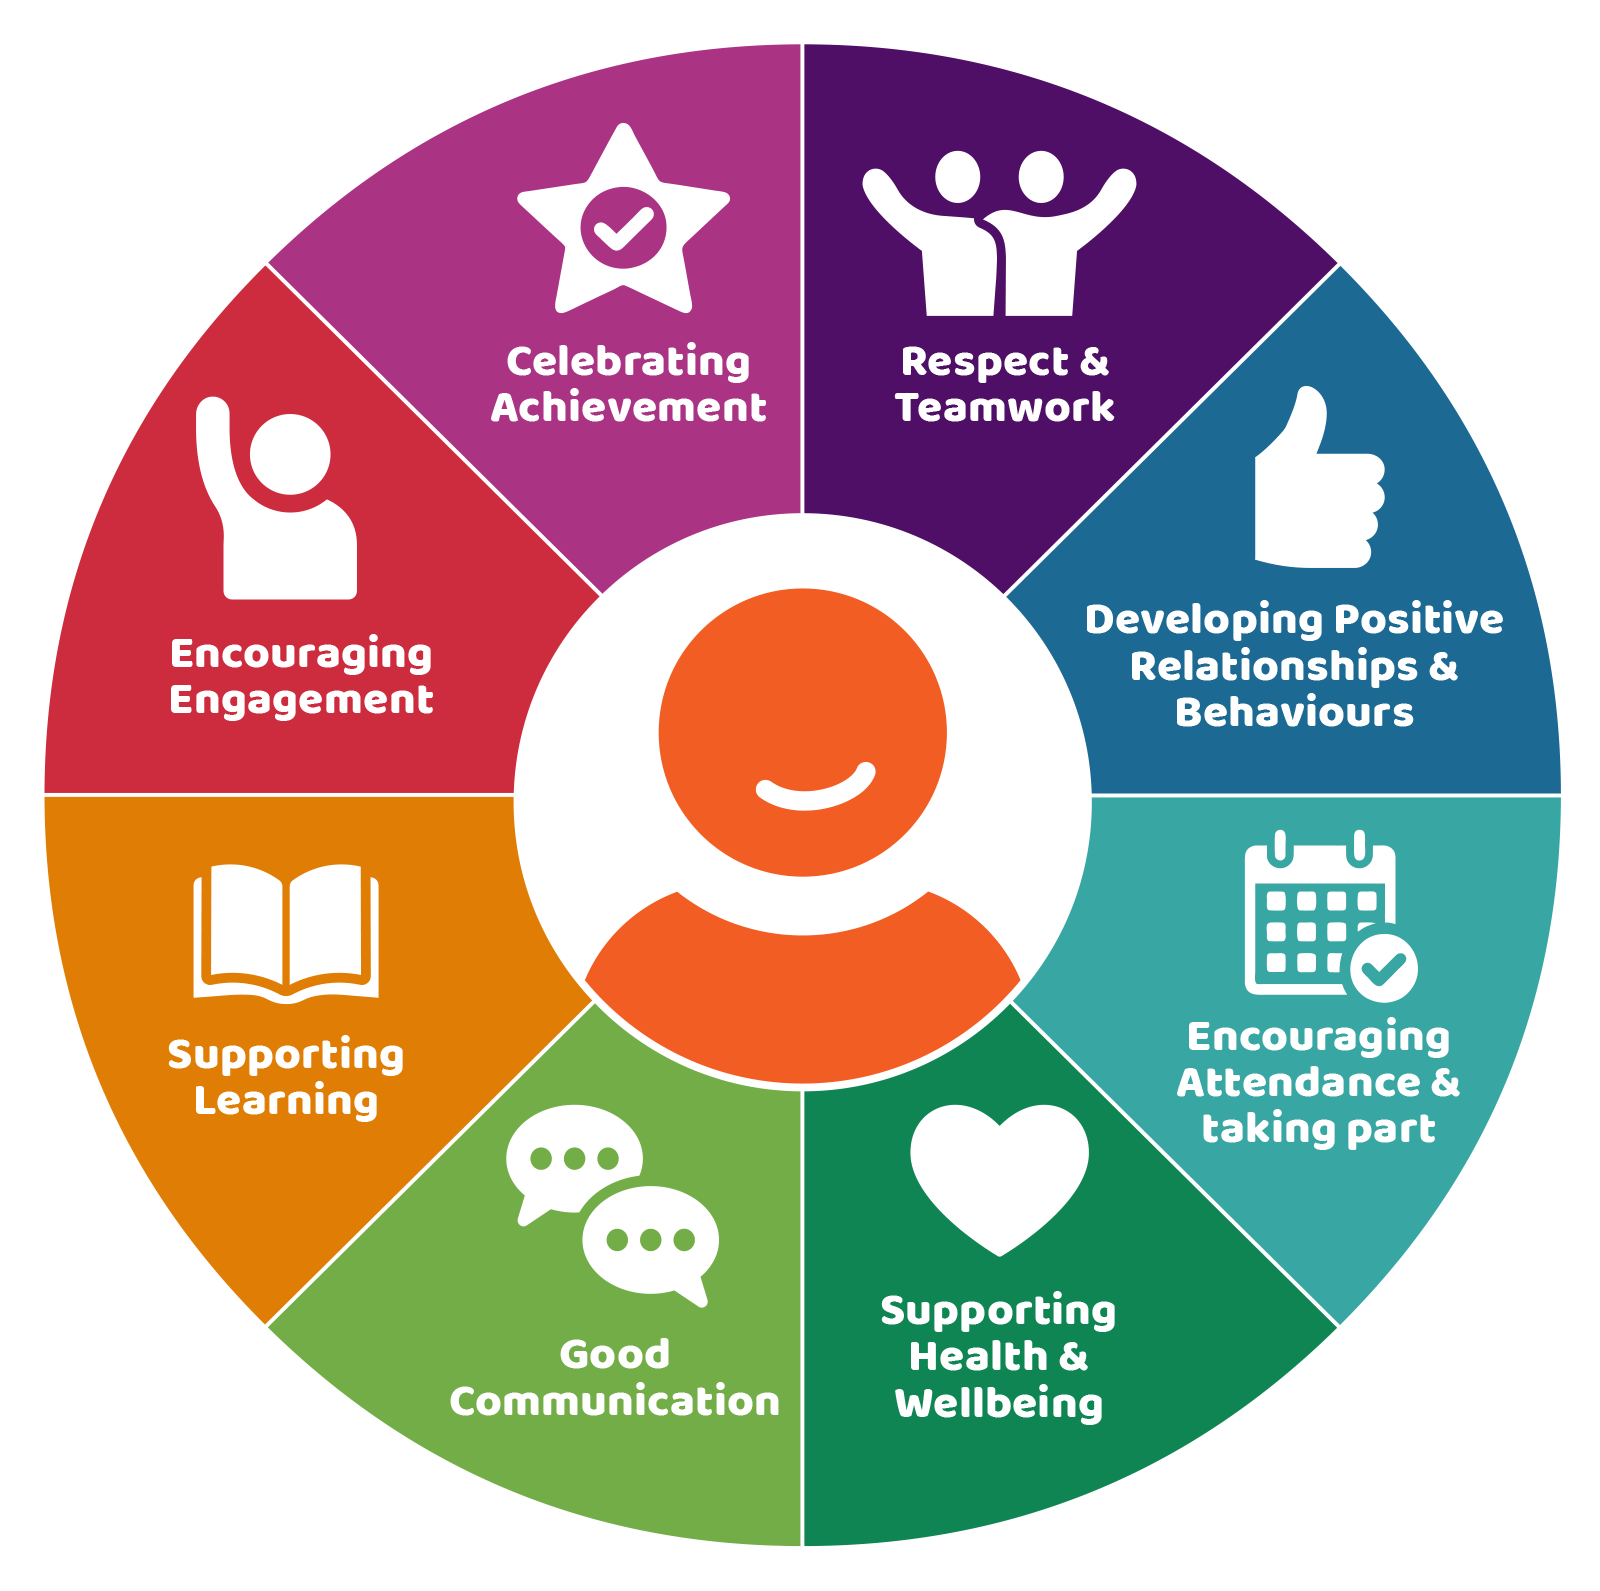 Celebrating
Achievement
Respect &
Teamwork
Developing Positive
Relationships &
Behaviours
Encouraging
Attendance &
taking part
Supporting
Health &
Wellbeing
Good
Communication
Supporting
Learning
Encouraging
Engagement